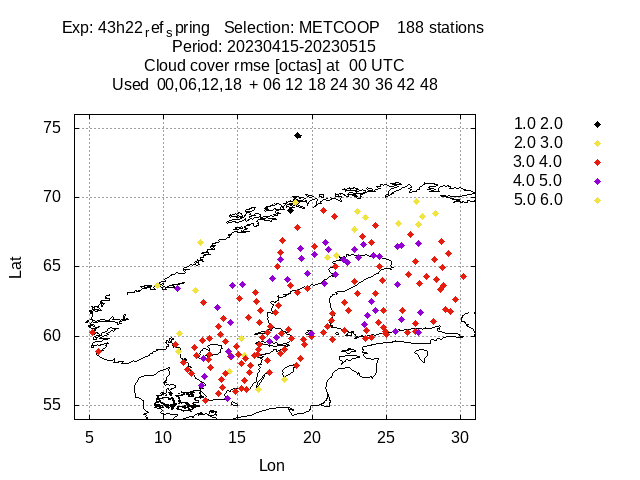 Exp: 43h22refspring Selection: METCOOP 188 stations
Period: 20230415-20230515
Cloud cover rmse [octas] at 00 UTC
Used 00,06,12,18 + 06 12 18 24 30 36 42 48
1.0 2.0
2.0 3.0
3.0 4.0
4.0 5.0
5.0 6.0
75
70
65
60
55
Lat
5 10 15 20 25 30
Lon